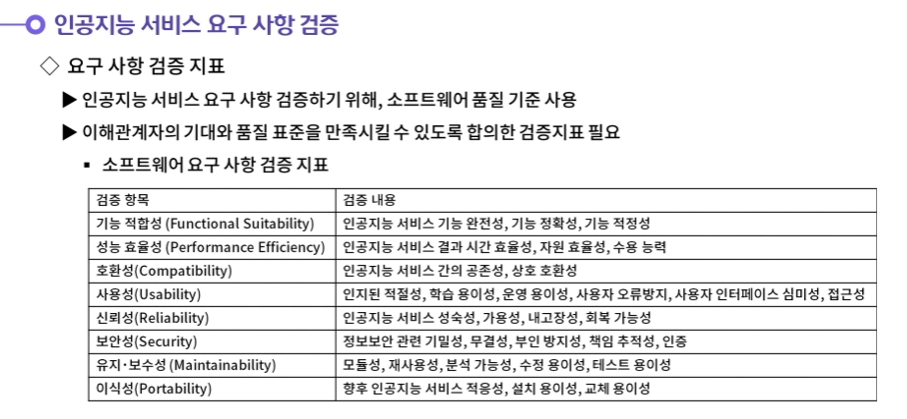 인공지능 서비스 요구 사항 검증
◇ 요구 사항 검증 지표
▶ 인공지능 서비스 요구 사항 검증하기 위해, 소프트웨어 품질 기준 사용
▶ 이해관계자의 기대와 품질 표준을 만족시킬 수 있도록 합의한 검증지표 필요
▪ 소프트웨어 요구 사항 검증 지표
검증 항목 검증 내용
기능 적합성 (Functional Suitability) 인공지능 서비스 기능 완전성, 기능 정확성, 기능 적정성
성능 효율성 (Performance Efficiency) 인공지능 서비스 결과 시간 효율성, 자원 효율성, 수용 능력
호환성(Compatibility) 인공지능 서비스 간의 공존성, 상호 호환성
사용성(Usability) 인지된 적절성, 학습 용이성, 운영 용이성, 사용자 오류방지, 사용자 인터페이스 심미성, 접근성
신뢰성(Reliability) 인공지능 서비스 성숙성, 가용성, 내고장성, 회복 가능성
보안성(Security) 정보보안 관련 기밀성, 무결성, 부인 방지성, 책임 추적성, 인증
유지·보수성 (Maintainability) 모듈성, 재사용성, 분석 가능성, 수정 용이성, 테스트 용이성
이식성(Portability) 향후 인공지능 서비스 적응성, 설치 용이성, 교체 용이성